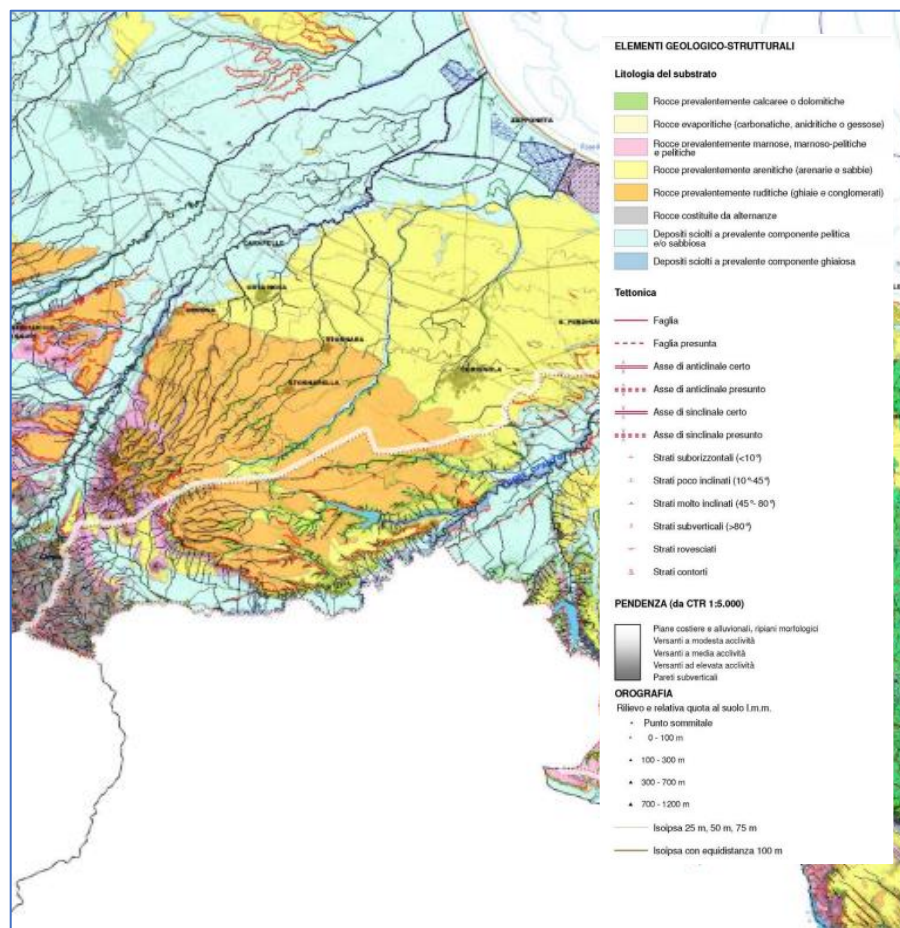 ZAPPONETA
CARAPELLE
ORTA NOVA
ORDONA
STORNARA
STORNARELLA
CERIGNOLA
ELEMENTI GEOLOGICO-STRUTTURALI
Litologia del substrato
Rocce prevalentemente calcaree o dolomitiche
Rocce evaporitiche (carbonatiche, anidritiche o gessose)
Rocce prevalentemente marnose, marnoso-pelitiche
e pelitiche
Rocce prevalentemente arenitiche (arenarie e sabbie)
Rocce prevalentemente ruditiche (ghiaie e conglomerati)
Rocce costituite da alternanze
Depositi sciolti a prevalente componente pelitica
e/o sabbiosa
Depositi sciolti a prevalente componente ghiaiosa
Tettonica
Faglia
Faglia presunta
Asse di anticlinale certo
Asse di anticlinale presunto
Asse di sinclinale certo
Asse di sinclinale presunto
Strati suborizzontali (<10°)
Strati poco inclinati (10°-45°)
Strati molto inclinati (45°- 80°)
Strati subverticali (>80°)
Strati rovesciati
Strati contorti
PENDENZA (da CTR 1:5.000)
Piane costiere e alluvionali, ripiani morfologici
Versanti a modesta acclività
Versanti a media acclività
Versanti ad elevata acclività
Pareti subverticali
OROGRAFIA
Rilievo e relativa quota al suolo l.m.m.
Punto sommitale
0 - 100 m
100 - 300 m
300 - 700 m
700 - 1200 m
Isoipsa 25 m, 50 m, 75 m
Isoipsa con equidistanza 100 m